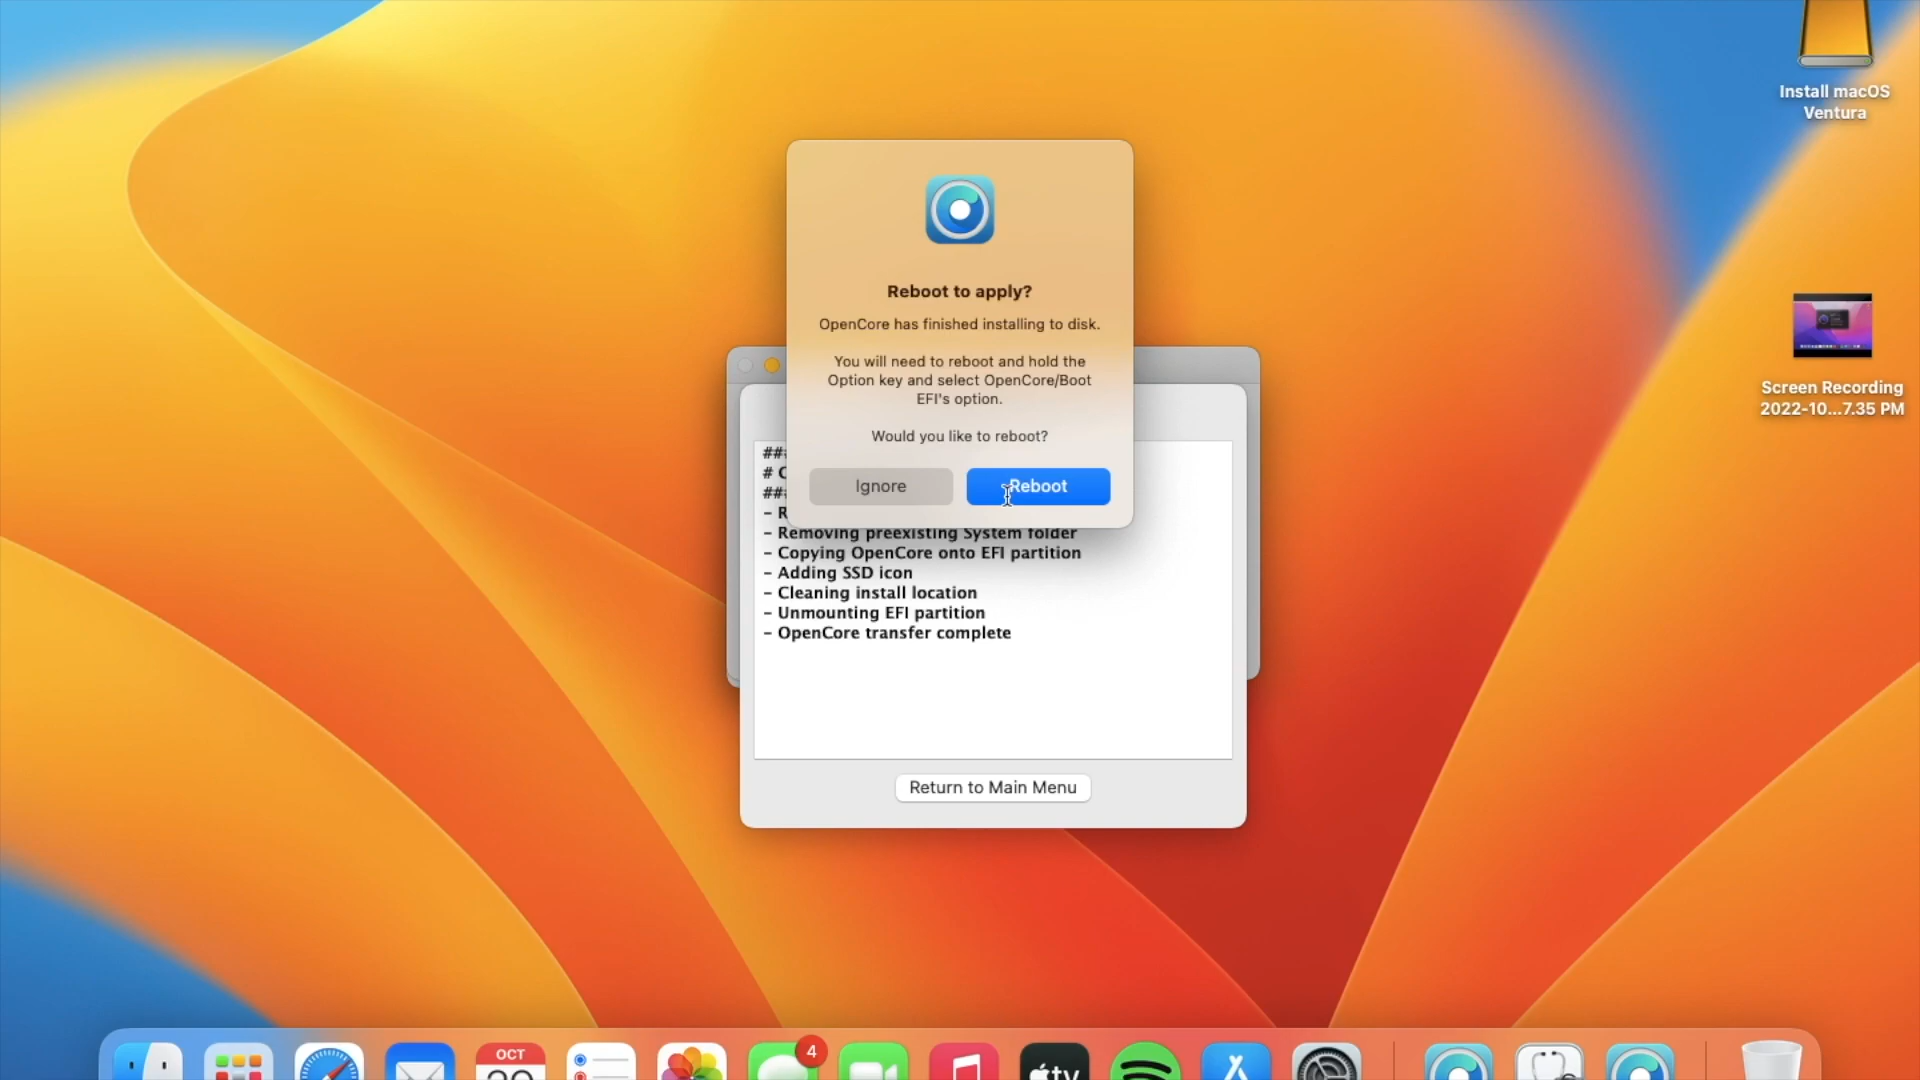 Install macOS
Ventura
Reboot to apply?
OpenCore has finished installing to disk.
You will need to reboot and hold the
Option key and select OpenCore/Boot
EFI's option.
Would you like to reboot?
Ignore
Reboot
Screen Recording
2022-10...7.35 PM
###
# C
###
- R
- Removing preexisting System folder
- Copying OpenCore onto EFI partition
- Adding SSD icon
- Cleaning install location
- Unmounting EFI partition
- OpenCore transfer complete
Return to Main Menu
OCT
4
tv